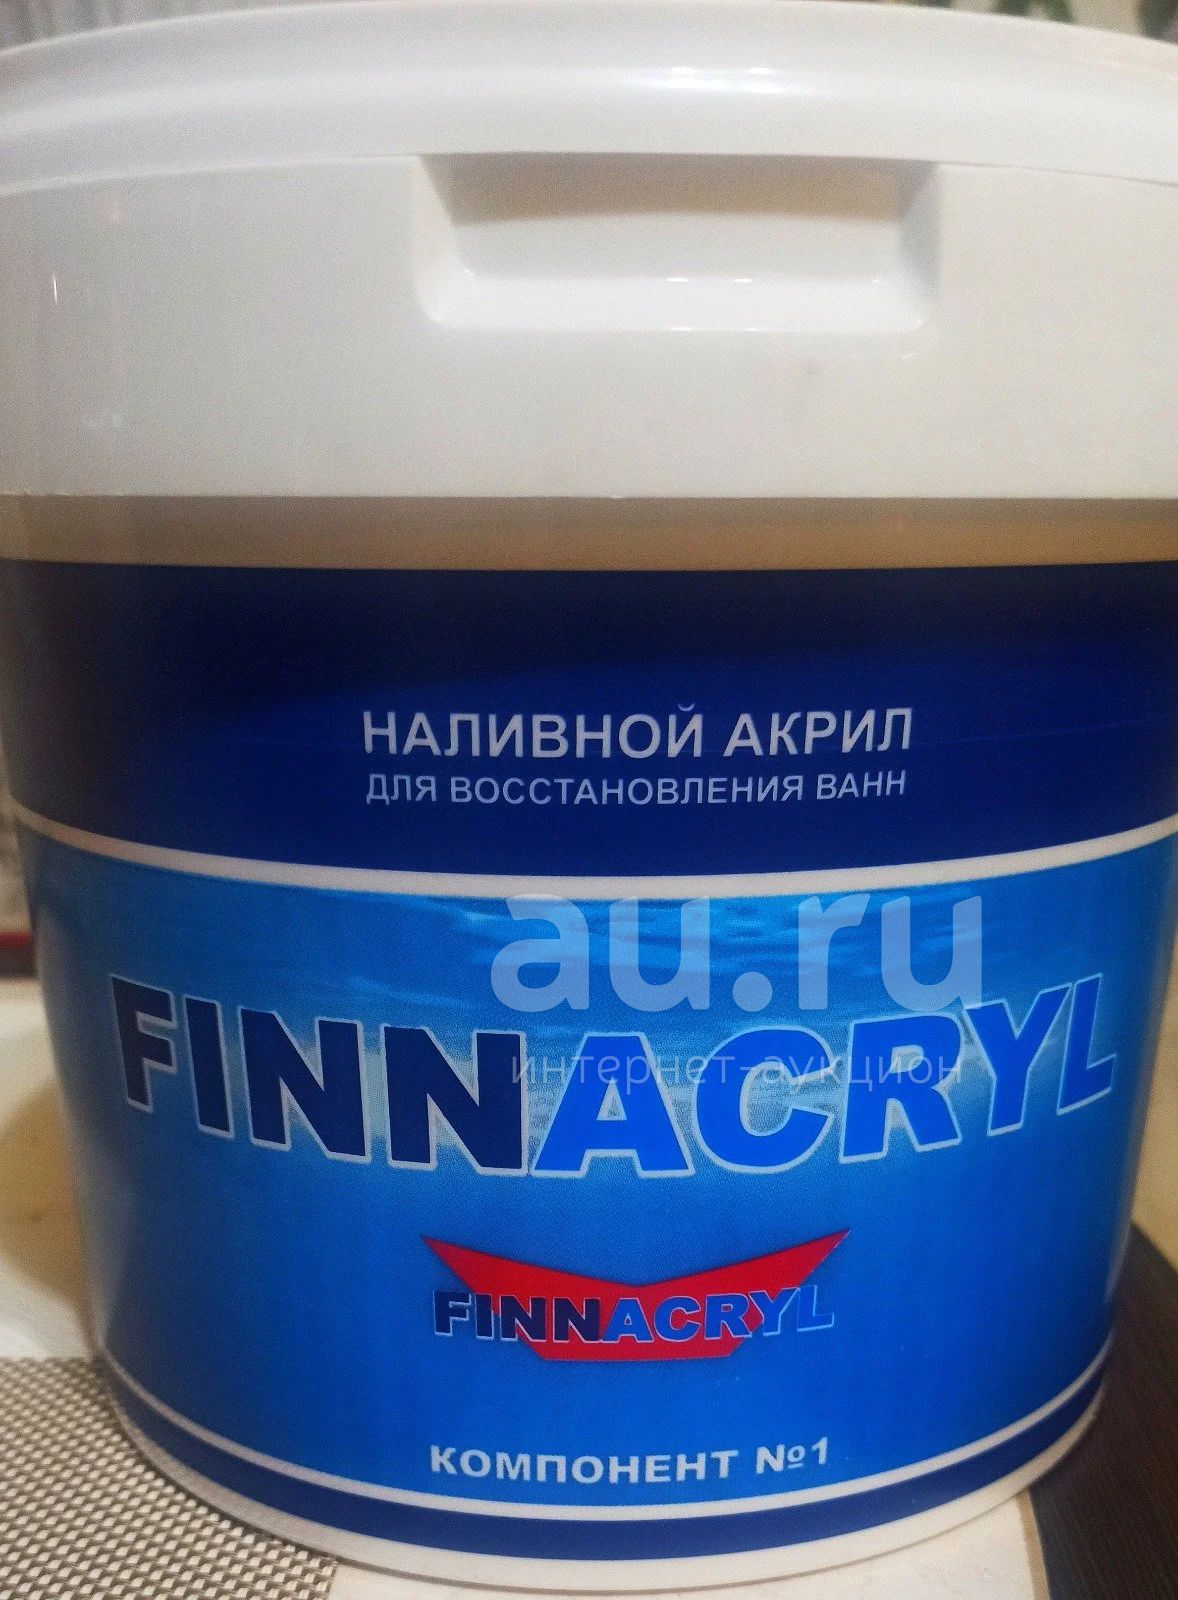 НАЛИВНОЙ АКРИЛ
ДЛЯ ВОССТАНОВЛЕНИЯ ВАНН
au.ru
интернет-аукцион
FINNACRYL
FINNACRYL
КОМПОНЕНТ №1